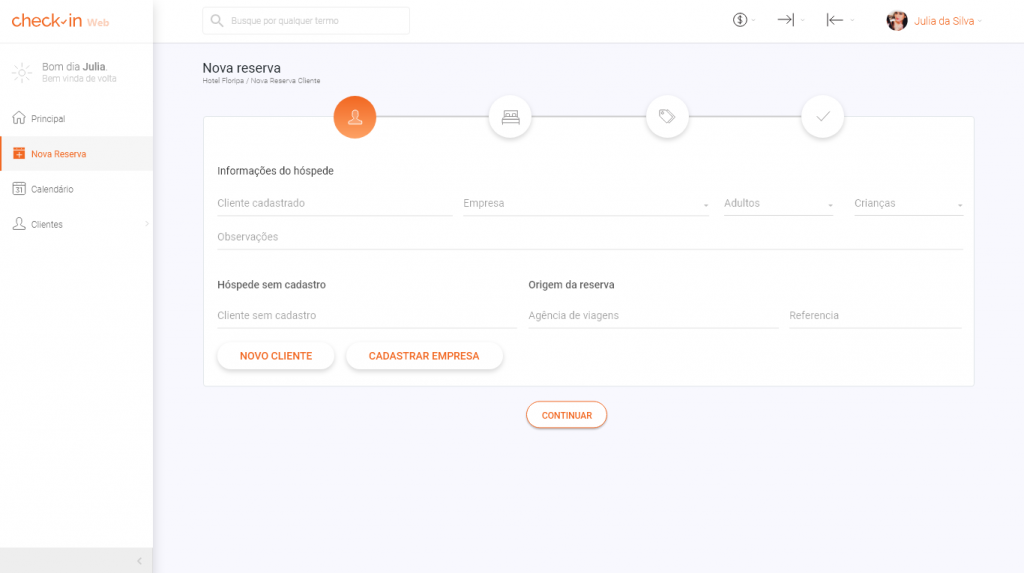 check-in Web
Busque por qualquer termo
$
Julia da Silva
Bom dia Julia.
Bem vinda de volta
Principal
Nova Reserva
31
Calendário
Clientes
Nova reserva
Hotel Floripa / Nova Reserva Cliente
Informações do hóspede
Cliente cadastrado
Empresa
Adultos
Crianças
Observações
Hóspede sem cadastro
Origem da reserva
Cliente sem cadastro
Agência de viagens
Referencia
NOVO CLIENTE
CADASTRAR EMPRESA
CONTINUAR